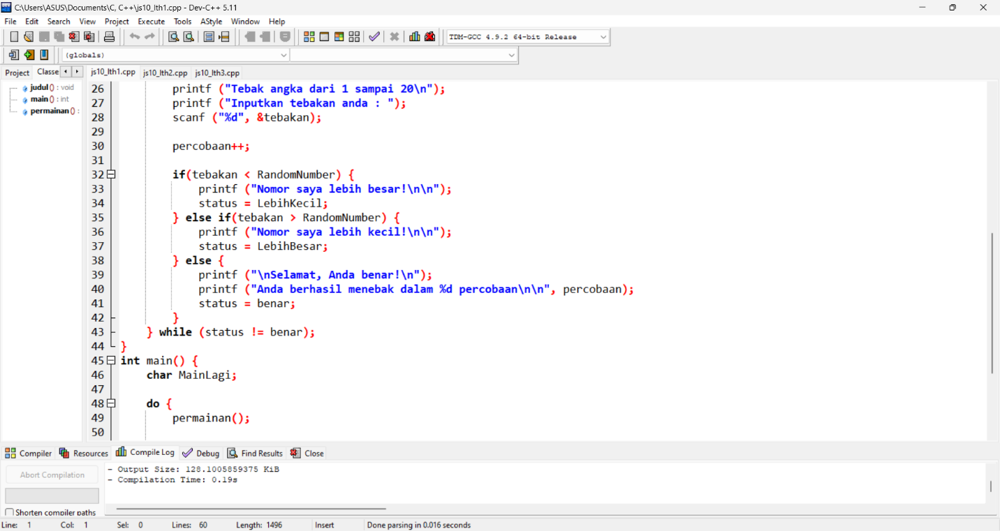 C:\Users\ASUS\Documents\C, C++\js10_lth1.cpp - Dev-C++ 5.11
File Edit Search View Project Execute Tools AStyle Window Help
TDM-GCC 4.9.2 64-bit Release
(globals)
Project Classe js10_lth1.cpp js10_lth2.cpp js10_lth3.cpp
judul () : void
main () : int
permainan () :
26 printf ("Tebak angka dari 1 sampai 20\n");
27 printf ("Inputkan tebakan anda : ");
28 scanf ("%d", &tebakan);
29
30 percobaan++;
31
32 if(tebakan < RandomNumber) {
33 printf ("Nomor saya lebih besar!\n\n");
34 status = LebihKecil;
35 } else if(tebakan > RandomNumber) {
36 printf ("Nomor saya lebih kecil!\n\n");
37 status = LebihBesar;
38 } else {
39 printf ("\nSelamat, Anda benar!\n");
40 printf ("Anda berhasil menebak dalam %d percobaan\n\n", percobaan);
41 status = benar;
42 }
43 } while (status != benar);
44 }
45 int main() {
46 char MainLagi;
47
48 do {
49 permainan();
50
Compiler Resources Compile Log Debug Find Results Close
Abort Compilation
- Output Size: 128.1005859375 KiB
- Compilation Time: 0.19s
Shorten compiler paths
Line: 1 Col: 1 Sel: 0 Lines: 60 Length: 1496 Insert Done parsing in 0.016 seconds